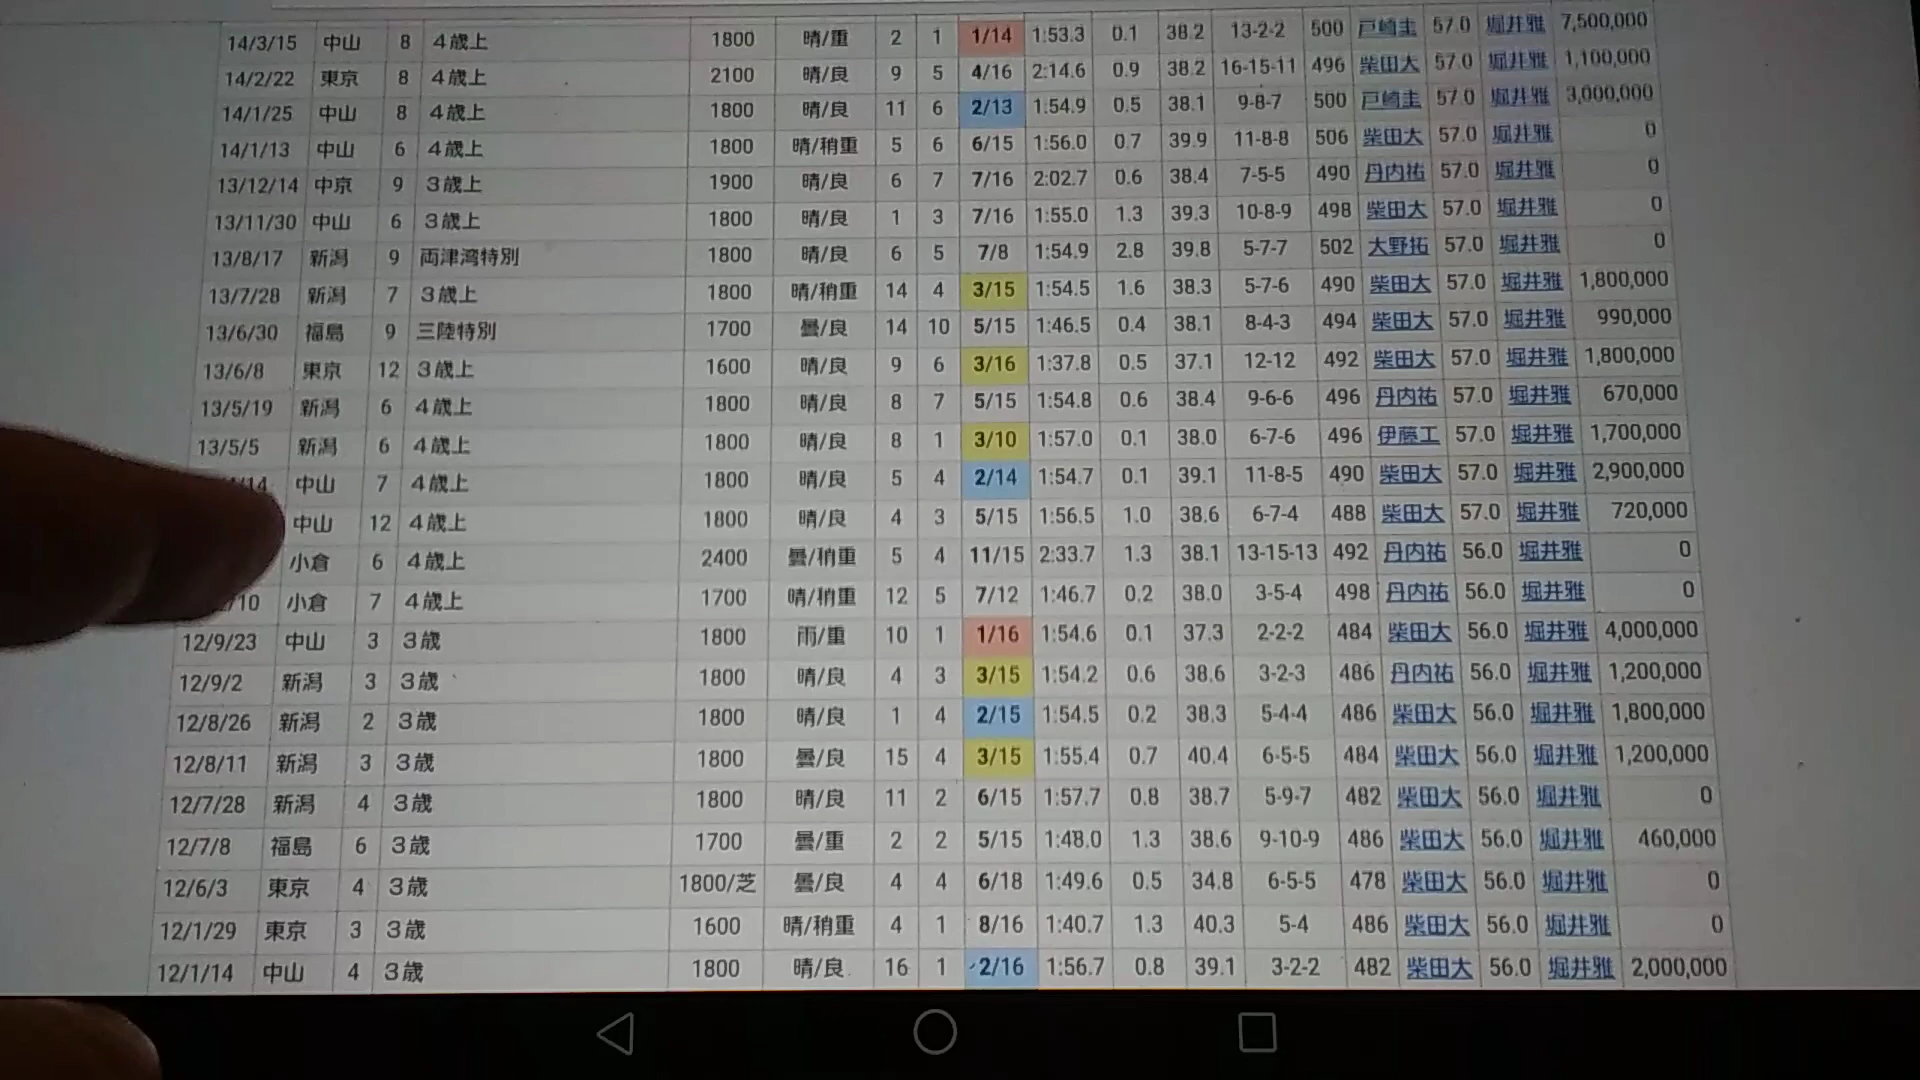 14/3/15 中山 8 4歳上 1800 晴/重 2 1 1/14 1:53.3 0.1 38.2 13-2-2 500 戸崎圭 57.0 堀井雅 7,500,000
14/2/22 東京 8 4歳上 2100 晴/良 9 5 4/16 2:14.6 0.9 38.2 16-15-11 496 柴田大 57.0 堀井雅 1,100,000
14/1/25 中山 8 4歳上 1800 晴/良 11 6 2/13 1:54.9 0.5 38.1 9-8-7 500 戸崎圭 57.0 堀井雅 3,000,000
14/1/13 中山 6 4歳上 1800 晴/稍重 5 6 6/15 1:56.0 0.7 39.9 11-8-8 506 柴田大 57.0 堀井雅 0
13/12/14 中京 9 3歳上 1900 晴/良 6 7 7/16 2:02.7 0.6 38.4 7-5-5 490 丹内祐 57.0 堀井雅 0
13/11/30 中山 6 3歳上 1800 晴/良 1 3 7/16 1:55.0 1.3 39.3 10-8-9 498 柴田大 57.0 堀井雅 0
13/8/17 新潟 9 両津湾特別 1800 晴/良 6 5 7/8 1:54.9 2.8 39.8 5-7-7 502 大野拓 57.0 堀井雅 0
13/7/28 新潟 7 3歳上 1800 晴/稍重 14 4 3/15 1:54.5 1.6 38.3 5-7-6 490 柴田大 57.0 堀井雅 1,800,000
13/6/30 福島 9 三陸特別 1700 曇/良 14 10 5/15 1:46.5 0.4 38.1 8-4-3 494 柴田大 57.0 堀井雅 990,000
13/6/8 東京 12 3歳上 1600 晴/良 9 6 3/16 1:37.8 0.5 37.1 12-12 492 柴田大 57.0 堀井雅 1,800,000
13/5/19 新潟 6 4歳上 1800 晴/良 8 7 5/15 1:54.8 0.6 38.4 9-6-6 496 丹内祐 57.0 堀井雅 670,000
13/5/5 新潟 6 4歳上 1800 晴/良 8 1 3/10 1:57.0 0.1 38.0 6-7-6 496 伊藤工 57.0 堀井雅 1,700,000
中山 7 4歳上 1800 晴/良 5 4 2/14 1:54.7 0.1 39.1 11-8-5 490 柴田大 57.0 堀井雅 2,900,000
中山 12 4歳上 1800 晴/良 4 3 5/15 1:56.5 1.0 38.6 6-7-4 488 柴田大 57.0 堀井雅 720,000
小倉 6 4歳上 2400 曇/稍重 5 4 11/15 2:33.7 1.3 38.1 13-15-13 492 丹内祐 56.0 堀井雅 0
/10 小倉 7 4歳上 1700 晴/稍重 12 5 7/12 1:46.7 0.2 38.0 3-5-4 498 丹内祐 56.0 堀井雅 0
12/9/23 中山 3 3歳 1800 雨/重 10 1 1/16 1:54.6 0.1 37.3 2-2-2 484 柴田大 56.0 堀井雅 4,000,000
12/9/2 新潟 3 3歳 1800 晴/良 4 3 3/15 1:54.2 0.6 38.6 3-2-3 486 丹内祐 56.0 堀井雅 1,200,000
12/8/26 新潟 2 3歳 1800 晴/良 1 4 2/15 1:54.5 0.2 38.3 5-4-4 486 柴田大 56.0 堀井雅 1,800,000
12/8/11 新潟 3 3歳 1800 曇/良 15 4 3/15 1:55.4 0.7 40.4 6-5-5 484 柴田大 56.0 堀井雅 1,200,000
12/7/28 新潟 4 3歳 1800 晴/良 11 2 6/15 1:57.7 0.8 38.7 5-9-7 482 柴田大 56.0 堀井雅 0
12/7/8 福島 6 3歳 1700 曇/重 2 2 5/15 1:48.0 1.3 38.6 9-10-9 486 柴田大 56.0 堀井雅 460,000
12/6/3 東京 4 3歳 1800/芝 曇/良 4 4 6/18 1:49.6 0.5 34.8 6-5-5 478 柴田大 56.0 堀井雅 0
12/1/29 東京 3 3歳 1600 晴/稍重 4 1 8/16 1:40.7 1.3 40.3 5-4 486 柴田大 56.0 堀井雅 0
12/1/14 中山 4 3歳 1800 晴/良 16 1 2/16 1:56.7 0.8 39.1 3-2-2 482 柴田大 56.0 堀井雅 2,000,000